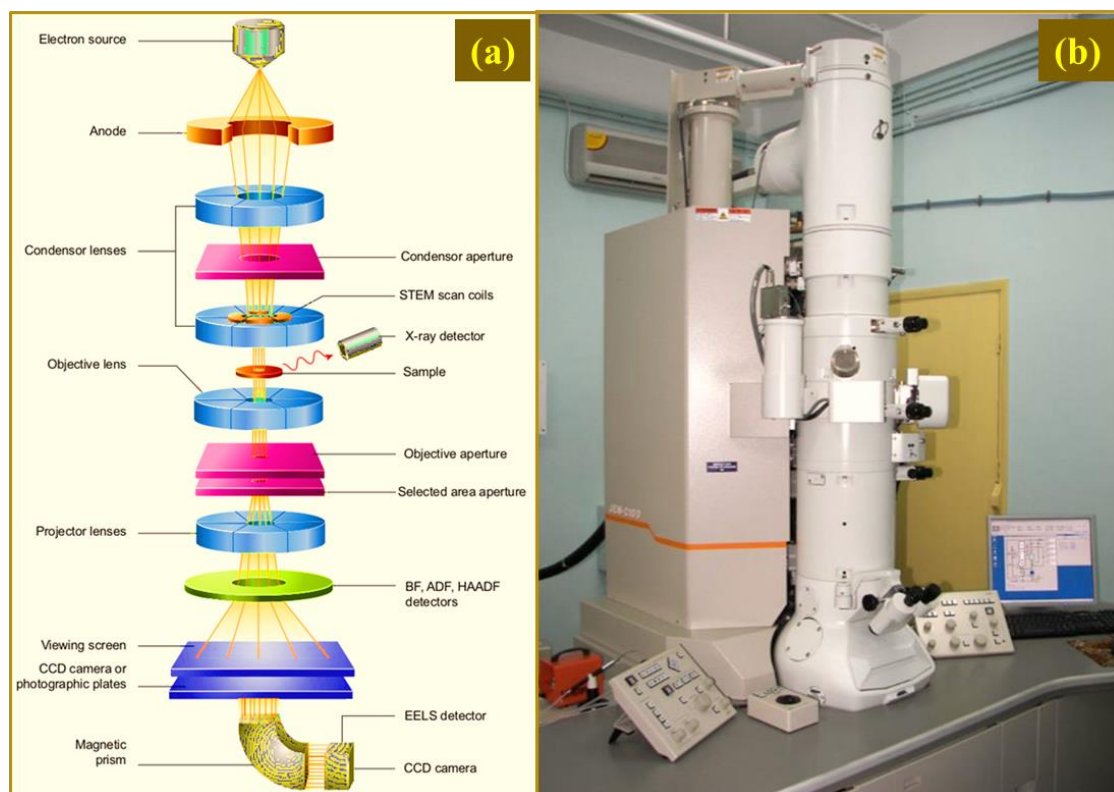 (a)
Electron source
Anode
Condensor lenses
Condensor aperture
STEM scan coils
X-ray detector
Objective lens
Sample
Objective aperture
Selected area aperture
Projector lenses
BF, ADF, HAADF
detectors
Viewing screen
CCD camera or
photographic plates
EELS detector
Magnetic
prism
CCD camera
(b)
JEM-2100